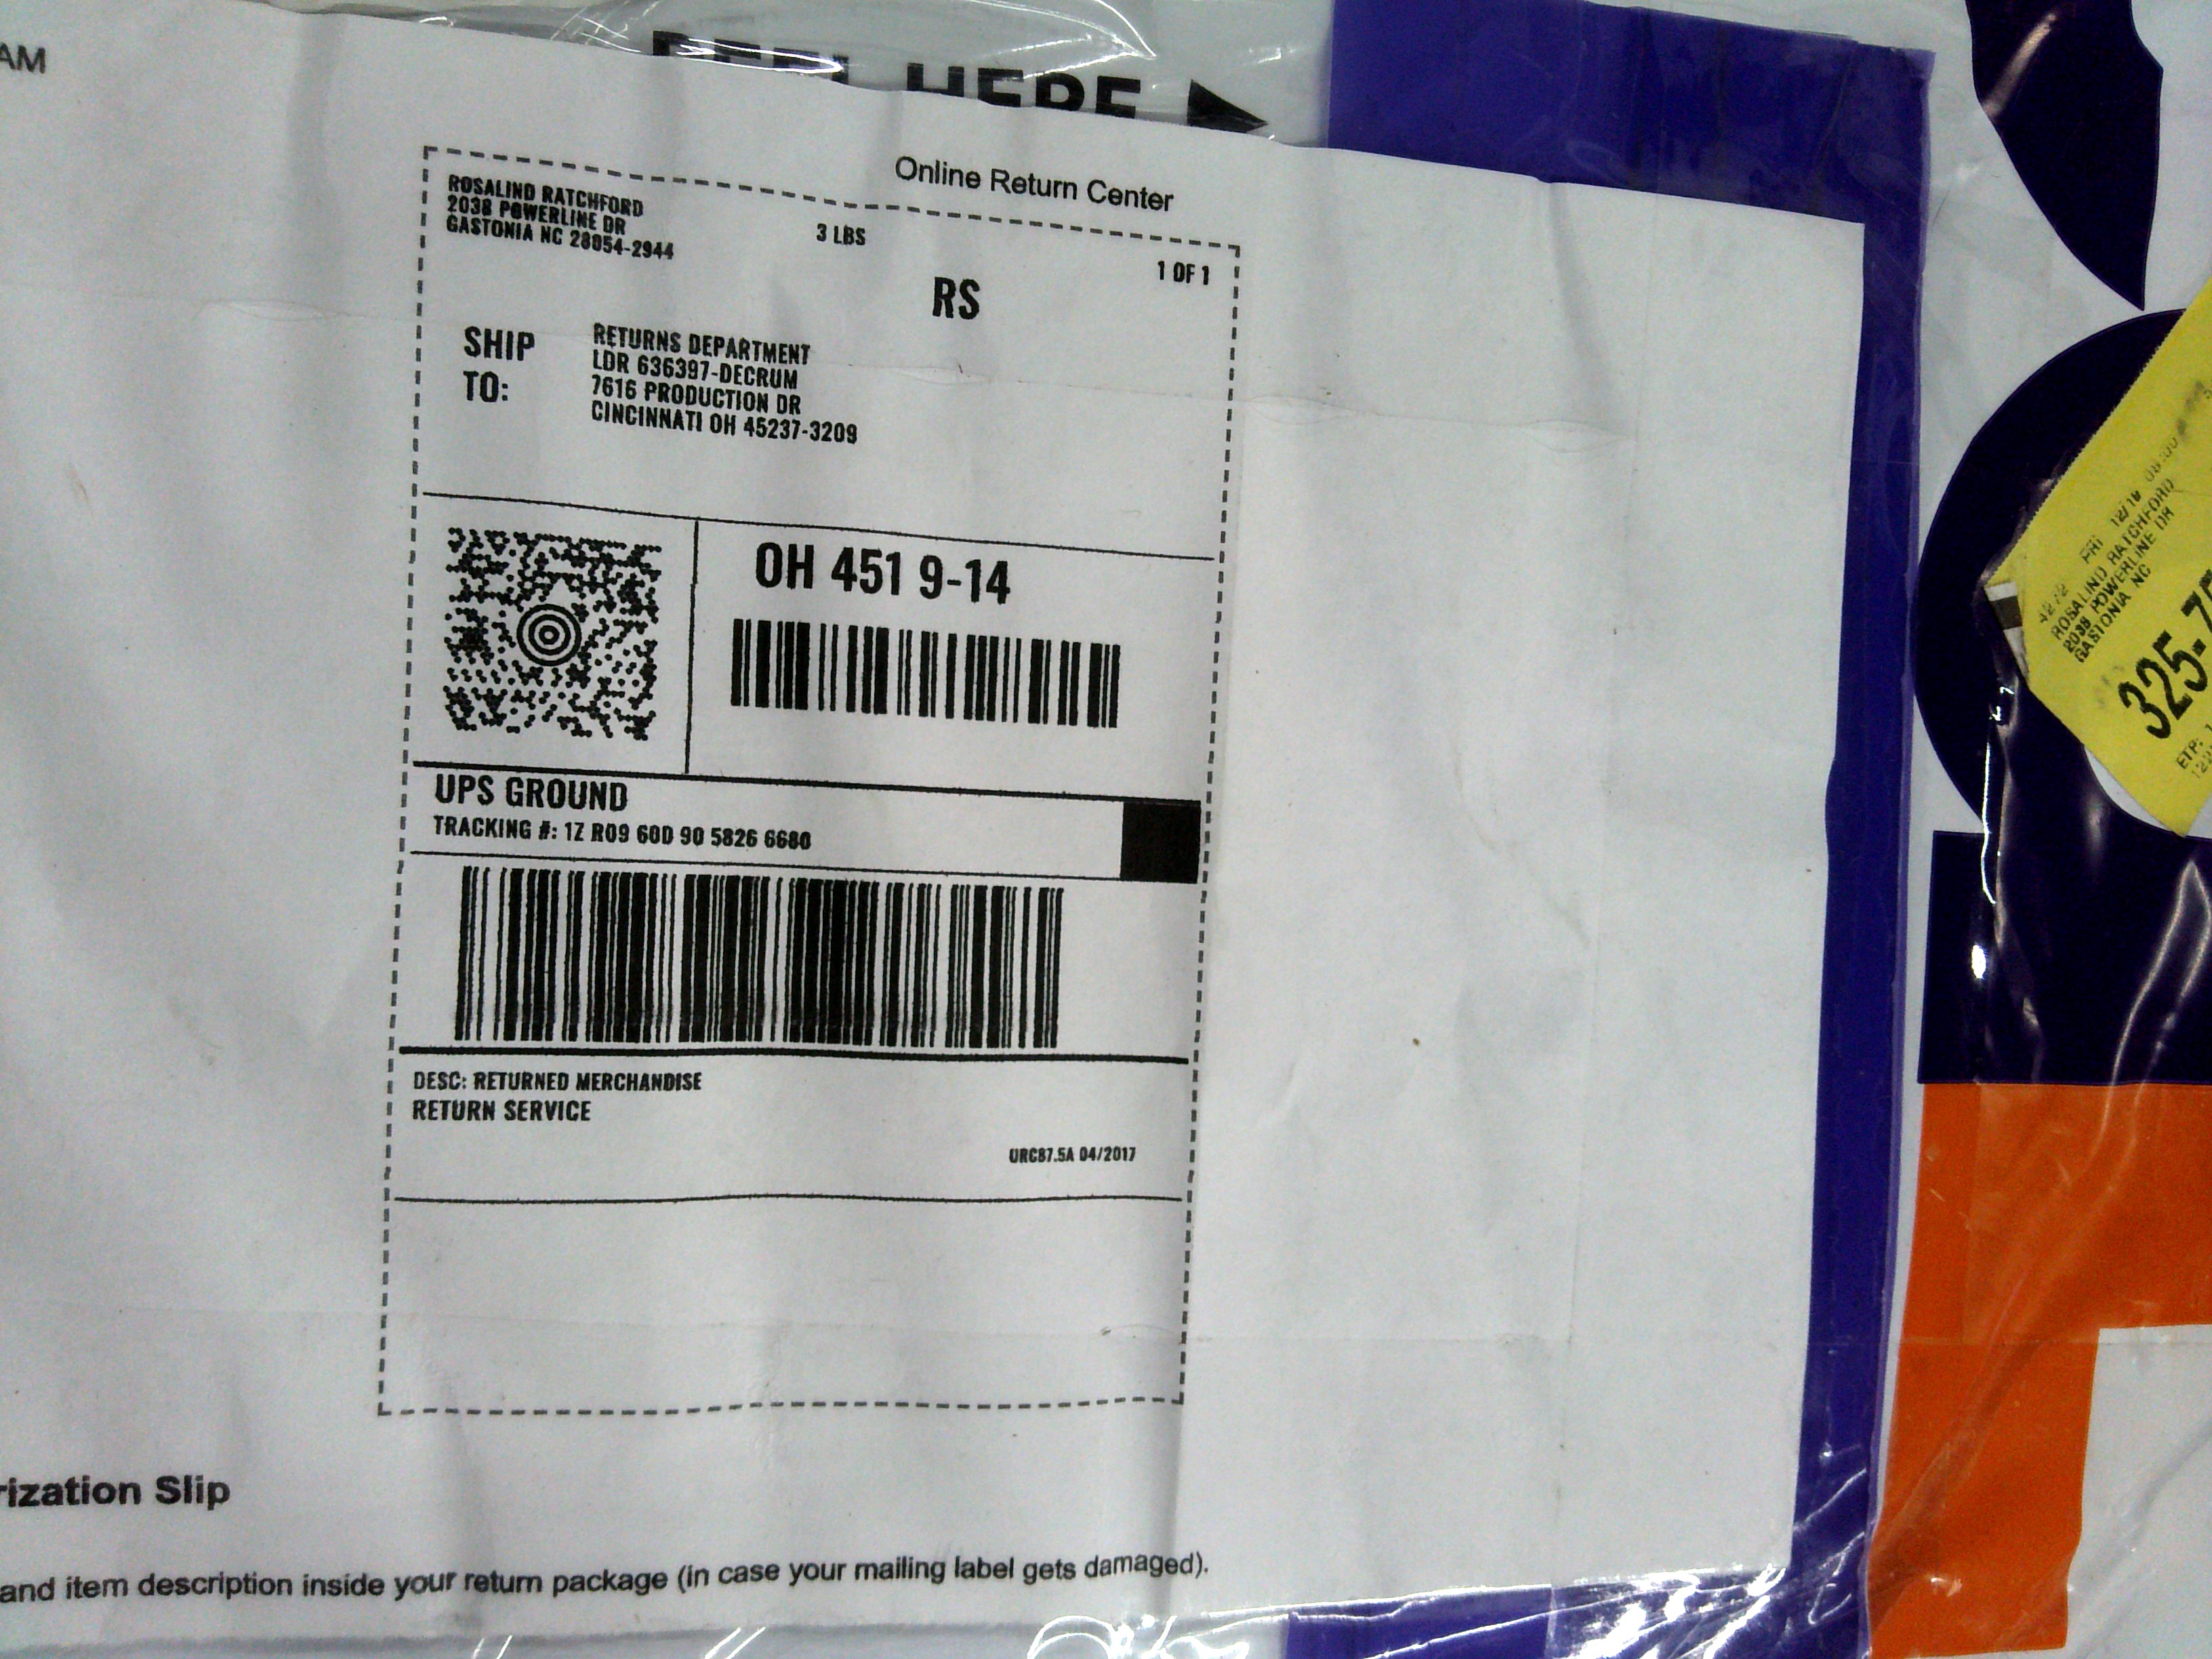 AM
PEEL HERE
Online Return Center
ROSALIND RATCHFORD
2038 POWERLINE DR
GASTONIA NC 28054-2944
3 LBS
1 OF 1
RS
SHIP
TO:
RETURNS DEPARTMENT
LDR 636397-DECRUM
7616 PRODUCTION DR
CINCINNATI OH 45237-3209
OH 451 9-14
UPS GROUND
TRACKING #: 1Z R09 60D 90 5826 6680
DESC: RETURNED MERCHANDISE
RETURN SERVICE
URC87.5A 04/2017
rization Slip
and item description inside your return package (in case your mailing label gets damaged).
FRI
ROSALIND RATCHFORD
2038 POWERLINE DR
GASTONIA NC
325-7